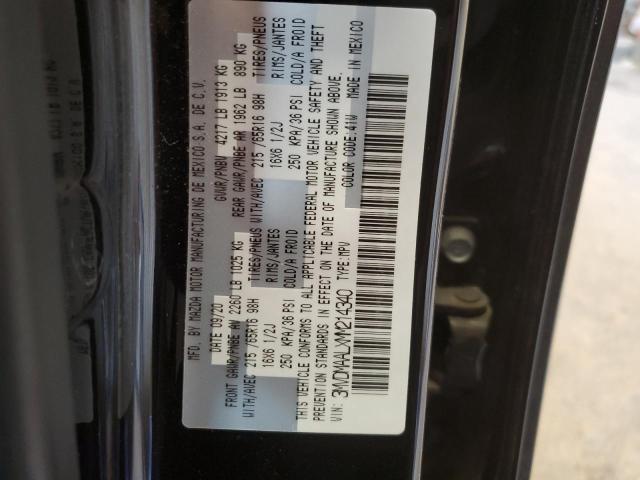 MFD. BY MAZDA MOTOR MANUFACTURING DE MEXICO S.A. DE C.V.
DATE 09/20 GVWR/PNBV 4217 LB 1913 KG
FRONT GAWR/PNBE AV 2260 LB 1025 KG REAR GAWR/PNBE AR 1962 LB 890 KG
WITH/AVEC 215 /65R16 98H TIRES/PNEUS WITH/AVEC 215 /65R16 98H TIRES/PNEUS
16X6 1/2J RIMS/JANTES 16X6 1/2J RIMS/JANTES
250 KPA/36 PSI COLD/A FROID 250 KPA/36 PSI COLD/A FROID
THIS VEHICLE CONFORMS TO ALL APPLICABLE FEDERAL MOTOR VEHICLE SAFETY AND THEFT
PREVENTION STANDARDS IN EFFECT ON THE DATE OF MANUFACTURE SHOWN ABOVE.
VIN: 3MVDMAALXMM214340 TYPE:MPV COLOR CODE:41W MADE IN MEXICO